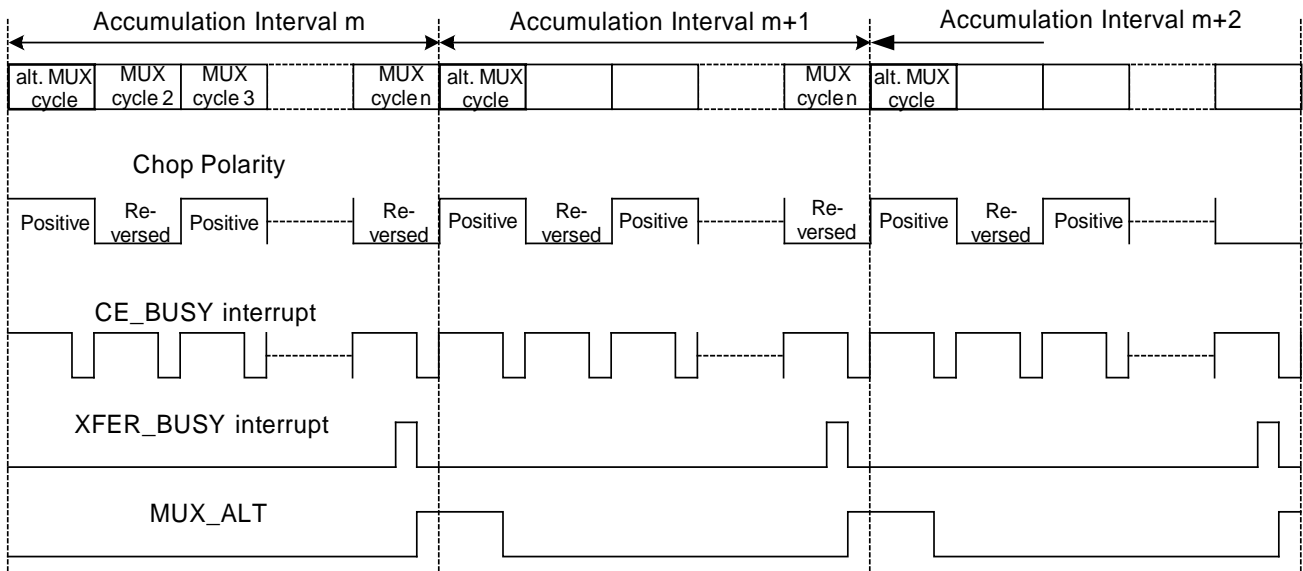 Accumulation Interval m
Accumulation Interval m+1
Accumulation Interval m+2
alt. MUX
cycle
MUX
cycle 2
MUX
cycle 3
MUX
cycle n
alt. MUX
cycle
MUX
cycle n
alt. MUX
cycle
Chop Polarity
Positive
Re-
versed
Positive
Re-
versed
Positive
Re-
versed
Positive
Re-
versed
Positive
Re-
versed
Positive
CE_BUSY interrupt
XFER_BUSY interrupt
MUX_ALT